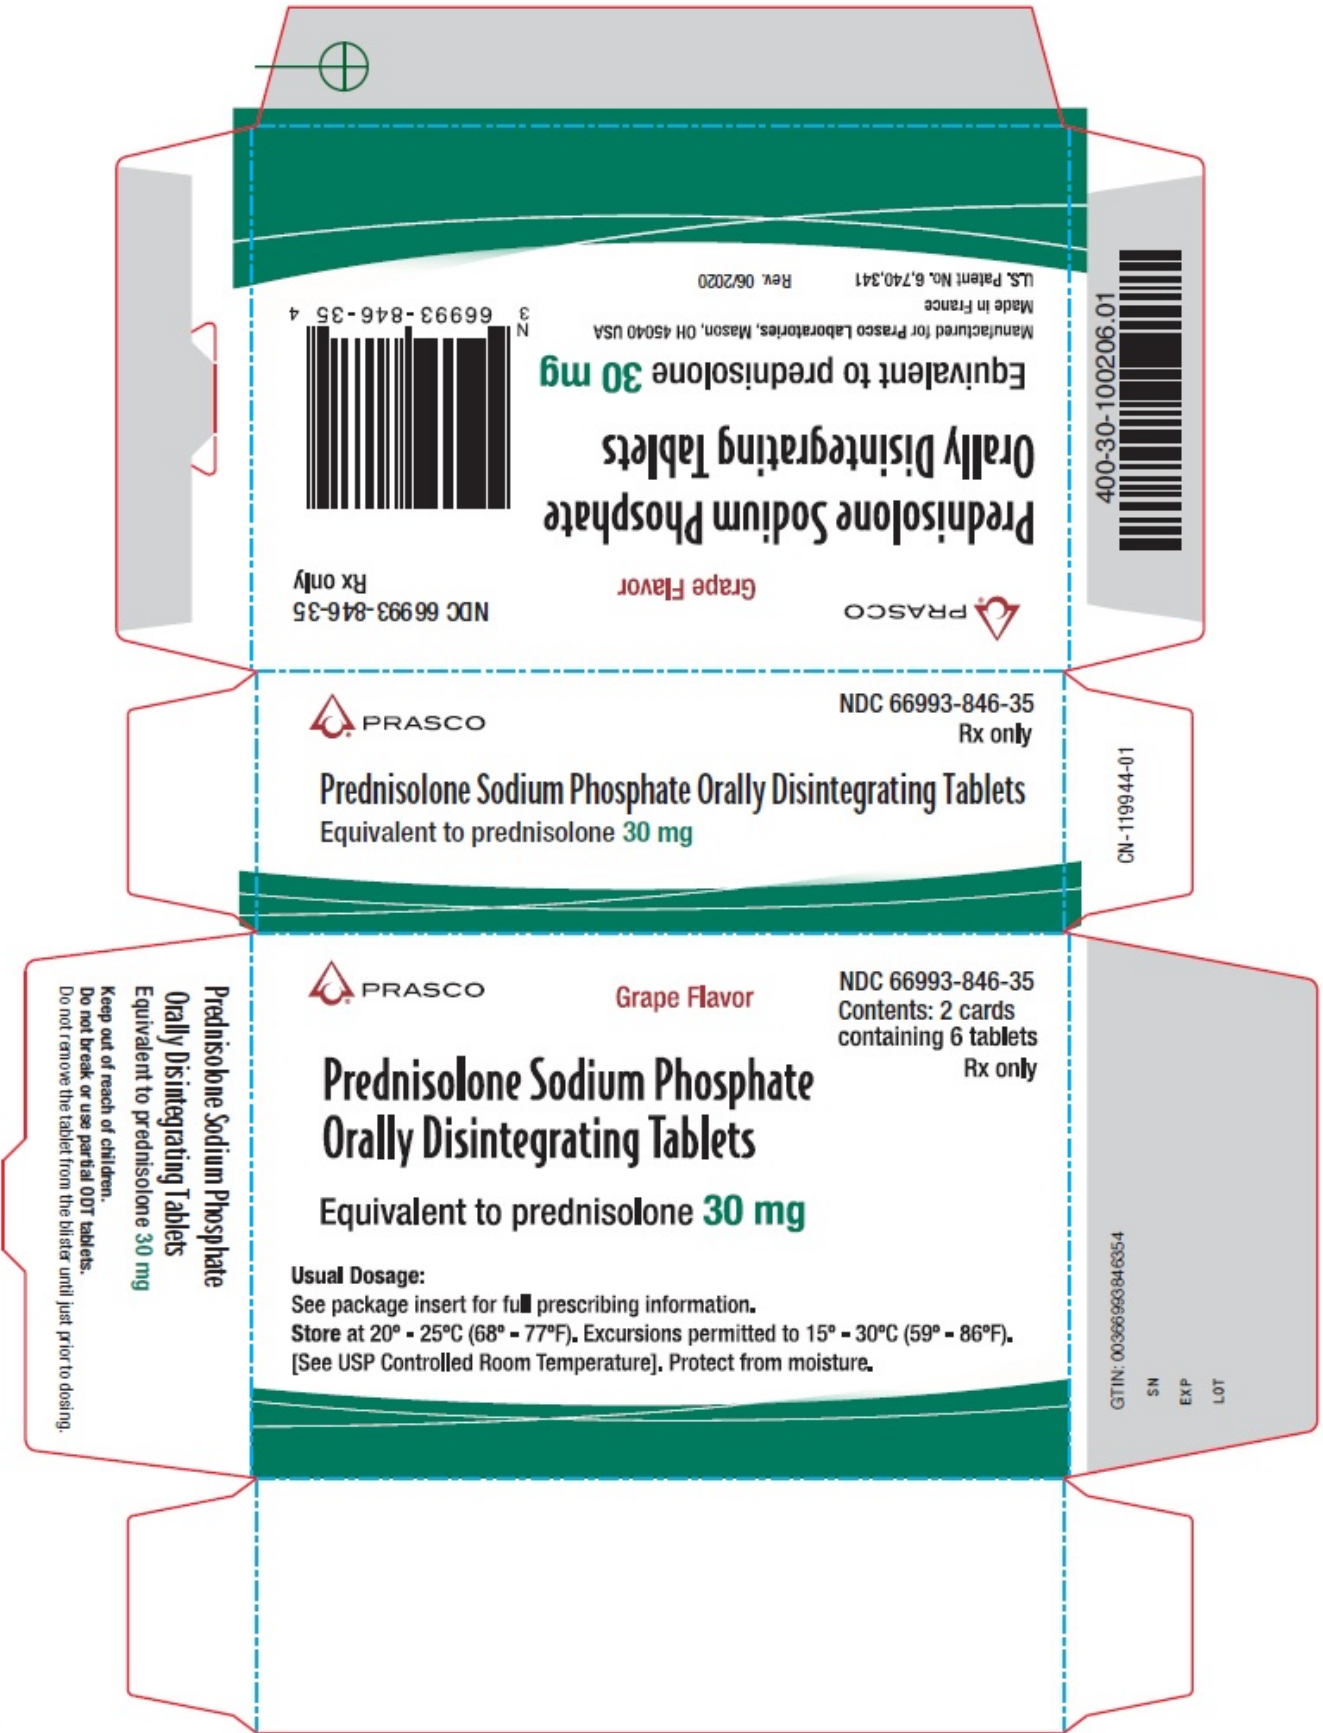 PRASCO
Grape Flavor
NDC 66993-846-35
Rx only
Prednisolone Sodium Phosphate
Orally Disintegrating Tablets
Equivalent to prednisolone 30 mg
Manufactured for Prasco Laboratories, Mason, OH 45040 USA
Made in France
U.S. Patent No. 6,740,341 Rev. 06/2020
N
3 66993-846-35 4
400-30-100206.01
PRASCO
NDC 66993-846-35
Rx only
Prednisolone Sodium Phosphate Orally Disintegrating Tablets
Equivalent to prednisolone 30 mg
CN-119944-01
PRASCO
Grape Flavor
NDC 66993-846-35
Contents: 2 cards
containing 6 tablets
Rx only
Prednisolone Sodium Phosphate
Orally Disintegrating Tablets
Equivalent to prednisolone 30 mg
Usual Dosage:
See package insert for full prescribing information.
Store at 20º - 25ºC (68º - 77ºF). Excursions permitted to 15º - 30ºC (59º - 86ºF).
[See USP Controlled Room Temperature]. Protect from moisture.
Prednisolone Sodium Phosphate
Orally Disintegrating Tablets
Equivalent to prednisolone 30 mg
Keep out of reach of children.
Do not break or use partial ODT tablets.
Do not remove the tablet from the blister until just prior to dosing.
GTIN: 00366993846354
SN
EXP
LOT